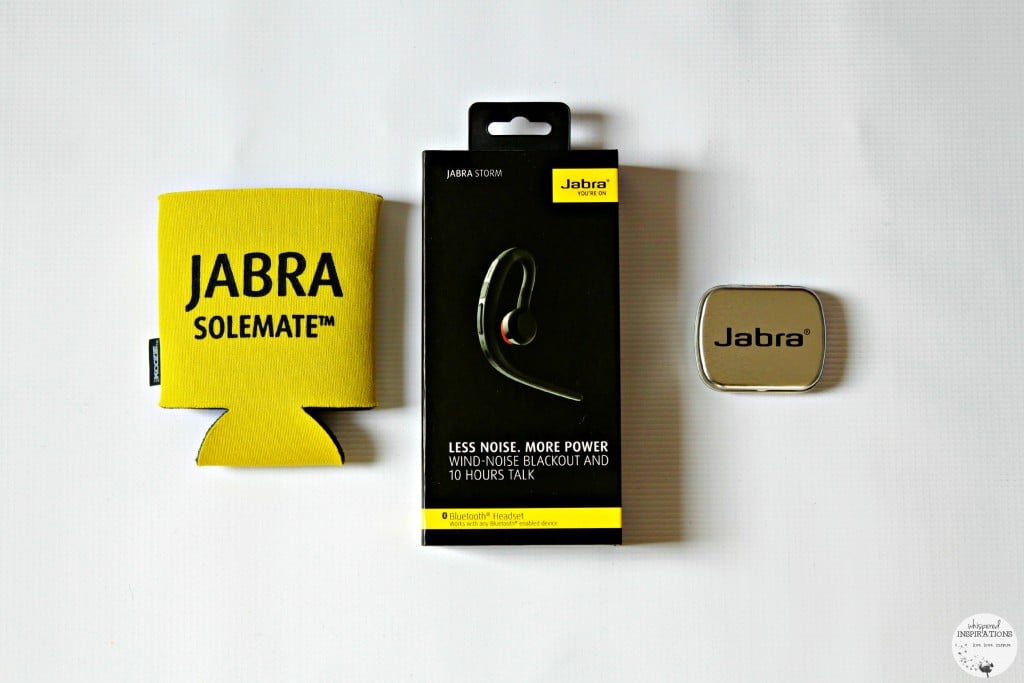 JABRA
SOLEMATE™
KOOZIE
JABRA STORM
Jabra®
YOU'RE ON
LESS NOISE. MORE POWER
WIND-NOISE BLACKOUT AND
10 HOURS TALK
Bluetooth® Headset
Works with any Bluetooth® enabled device
Jabra®
whispered
INSPIRATIONS